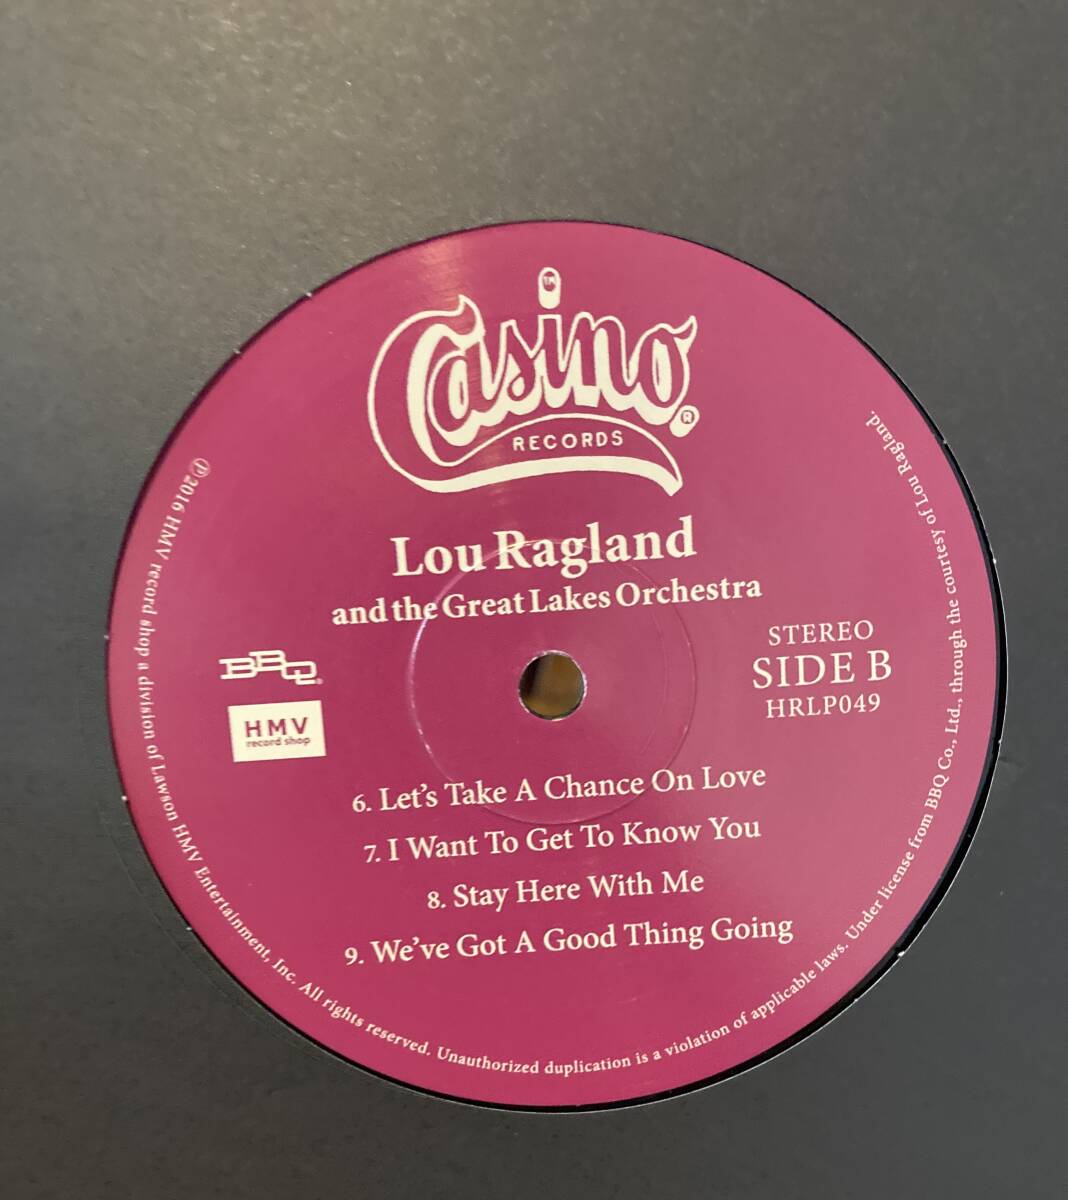 TM
Casino
®
RECORDS
Lou Ragland
and the Great Lakes Orchestra
BBQ®
HMV
record shop
STEREO
SIDE B
HRLP049
6. Let's Take A Chance On Love
7. I Want To Get To Know You
8. Stay Here With Me
9. We've Got A Good Thing Going
℗2016 HMV record shop a division of Lawson HMV Entertainment, Inc. All rights reserved. Unauthorized duplication is a violation of applicable laws. Under license from BBQ Co., Ltd., through the courtesy of Lou Ragland.